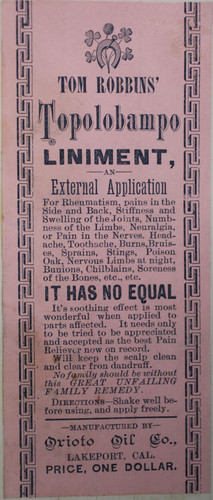 TOM ROBBINS'
Topolobampo
LINIMENT,
AN
External Application
For Rheumatism, pains in the
Side and Back, Stiffness and
Swelling of the Joints, Numb-
ness of the Limbs, Neuralgia,
or Pain in the Nerves. Head-
ache, Toothache, Burns, Bruis-
es, Sprains, Stings, Poison
Oak, Nervous Limbs at night,
Bunions, Chilblains, Soreness
of the Bones, etc., etc.
IT HAS NO EQUAL
It's soothing effect is most
wonderful when applied to
parts affected. It needs only
to be tried to be appreciated
and accepted as the best Pain
Reliever now on record.
Will keep the scalp clean
and clear from dandruff.
No family should be without
this GREAT UNFAILING
FAMILY REMEDY.
DIRECTIONS—Shake well be-
fore using, and apply freely.
MANUFACTURED BY
Orioto Oil Co.,
LAKEPORT, CAL.
PRICE, ONE DOLLAR.